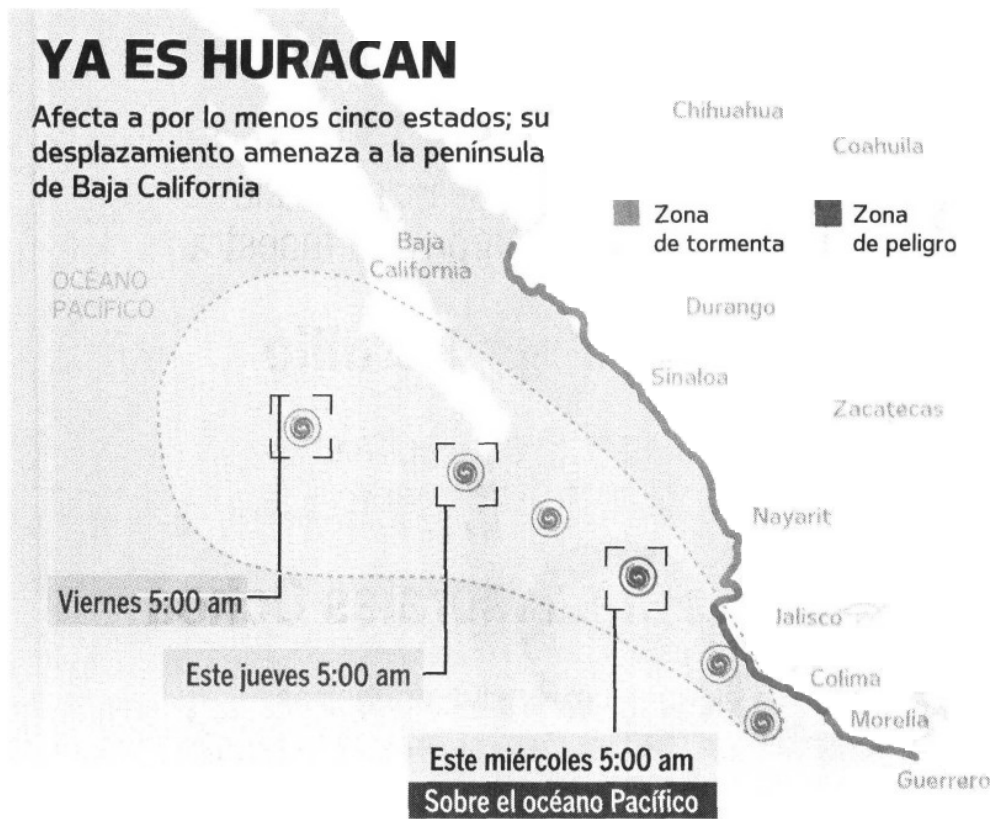 YA ES HURACAN
Afecta a por lo menos cinco estados; su
desplazamiento amenaza a la península
de Baja California
Chihuahua
Coahuila
Zona
de tormenta
Zona
de peligro
Baja
California
OCÉANO
PACÍFICO
Durango
Sinaloa
Zacatecas
Nayarit
Viernes 5:00 am
Jalisco
Este jueves 5:00 am
Colima
Morelia
Este miércoles 5:00 am
Guerrero
Sobre el océano Pacífico